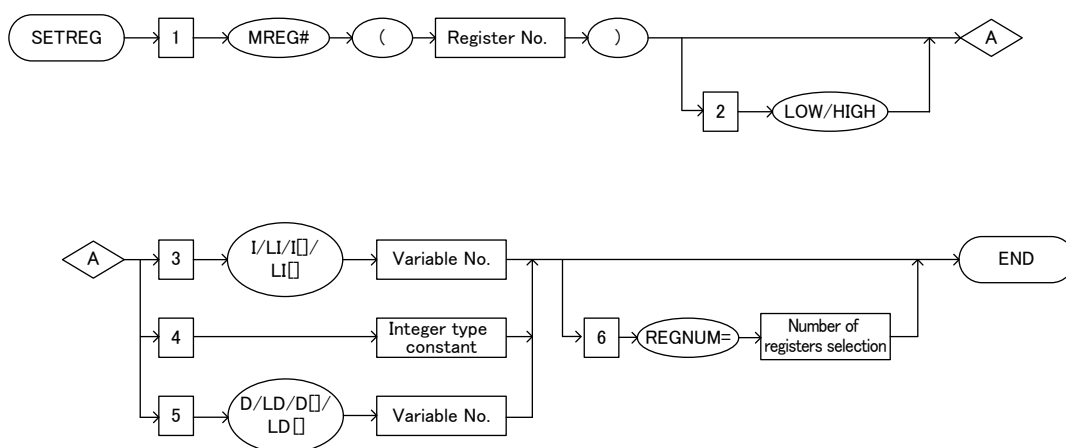 SETREG
1
MREG#
(
Register No.
)
A
2
LOW/HIGH
A
3
I/LI/I[]/
LI[]
Variable No.
END
4
Integer type
constant
6
REGNUM=
Number of
registers selection
5
D/LD/D[]/
LD[]
Variable No.